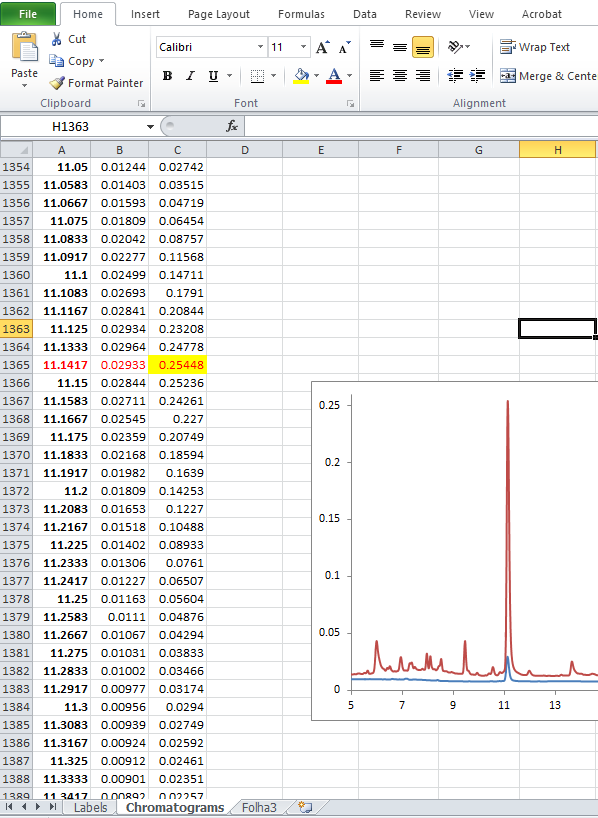 File Home Insert Page Layout Formulas Data Review View Acrobat
Cut
Copy
Format Painter
Paste
Calibri 11
B I U
Wrap Text
Merge & Cente
Clipboard Font Alignment
H1363 fx
A B C D E F G H
1354 11.05 0.01244 0.02742
1355 11.0583 0.01403 0.03515
1356 11.0667 0.01593 0.04719
1357 11.075 0.01809 0.06454
1358 11.0833 0.02042 0.08757
1359 11.0917 0.02277 0.11568
1360 11.1 0.02499 0.14711
1361 11.1083 0.02693 0.1791
1362 11.1167 0.02841 0.20844
1363 11.125 0.02934 0.23208
1364 11.1333 0.02964 0.24778
1365 11.1417 0.02933 0.25448
1366 11.15 0.02844 0.25236
1367 11.1583 0.02711 0.24261
1368 11.1667 0.02545 0.227
1369 11.175 0.02359 0.20749
1370 11.1833 0.02168 0.18594
1371 11.1917 0.01982 0.1639
1372 11.2 0.01809 0.14253
1373 11.2083 0.01653 0.1227
1374 11.2167 0.01518 0.10488
1375 11.225 0.01402 0.08933
1376 11.2333 0.01306 0.0761
1377 11.2417 0.01227 0.06507
1378 11.25 0.01163 0.05604
1379 11.2583 0.0111 0.04876
1380 11.2667 0.01067 0.04294
1381 11.275 0.01031 0.03833
1382 11.2833 0.01002 0.03466
1383 11.2917 0.00977 0.03174
1384 11.3 0.00956 0.0294
1385 11.3083 0.00939 0.02749
1386 11.3167 0.00924 0.02592
1387 11.325 0.00912 0.02461
1388 11.3333 0.00901 0.02351
1389 11.3417 0.00892 0.02257
0.25
0.2
0.15
0.1
0.05
0
5 7 9 11 13
Labels Chromatograms Folha3